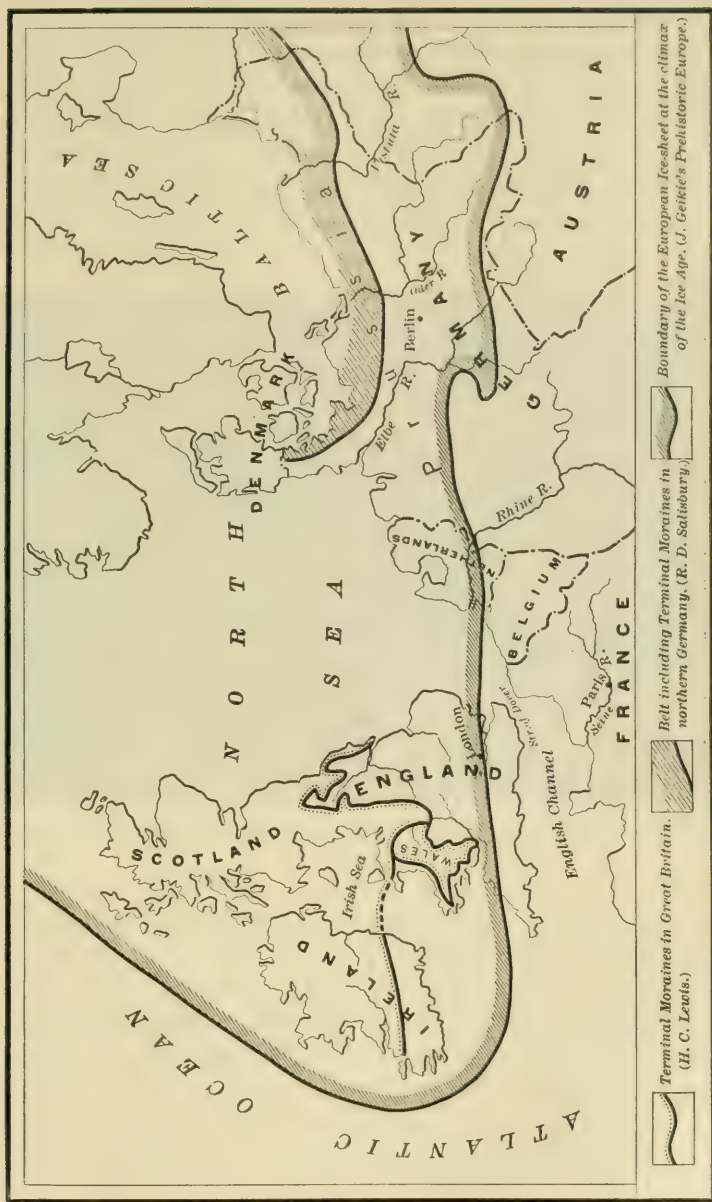 ATLANTIC OCEAN
SCOTLAND
IRELAND
Irish Sea
WALES
ENGLAND
London
Strait Dover
English Channel
NORTH
SEA
DENMARK
BALTIC SEA
NETHERLANDS
BELGIUM
FRANCE
Paris
Seine R.
Rhine R.
Elbe R.
Berlin
Oder R.
Vistula R.
Prussia
GERMANY
AUSTRIA
Terminal Moraines in Great Britain.
(H. C. Lewis.)
Belt including Terminal Moraines in
northern Germany. (R. D. Salisbury.)
Boundary of the European Ice-sheet at the climax
of the Ice Age. (J. Geikie's Prehistoric Europe.)